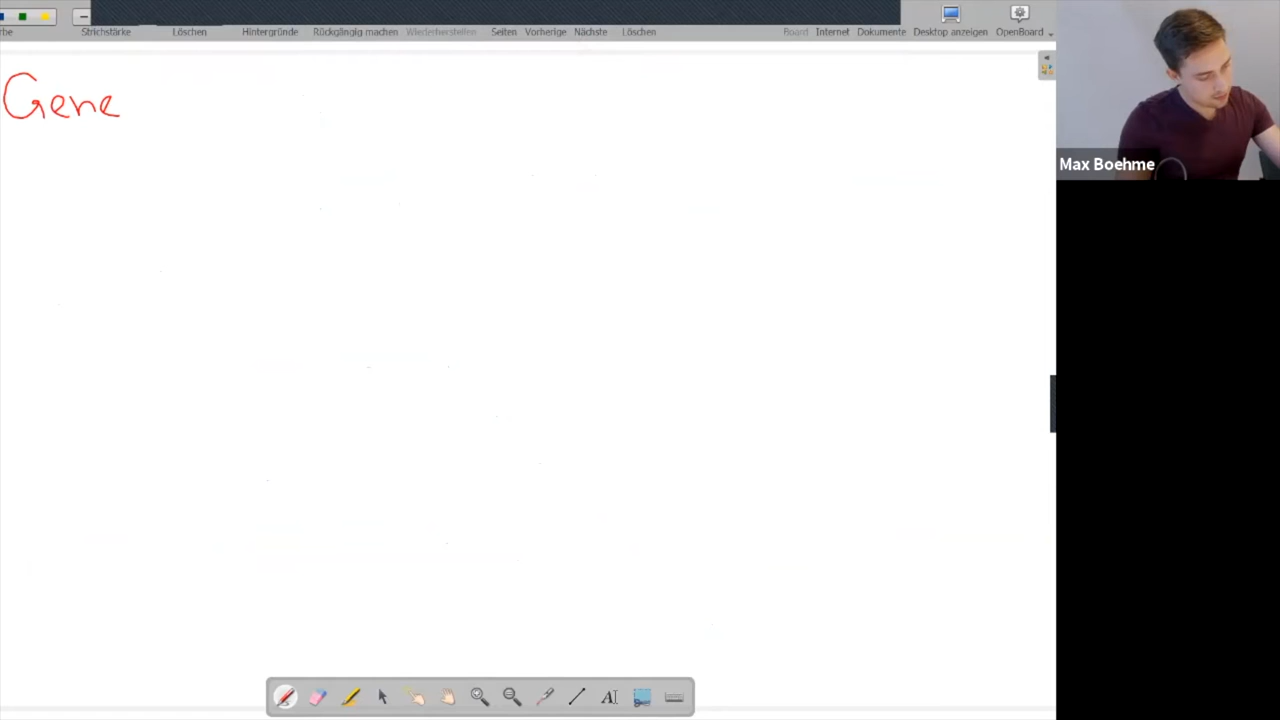 Strichstärke Löschen Hintergründe Rückgängig machen Wiederherstellen Seiten Vorherige Nächste Löschen Board Internet Dokumente Desktop anzeigen OpenBoard
Gene
Max Boehme
AI